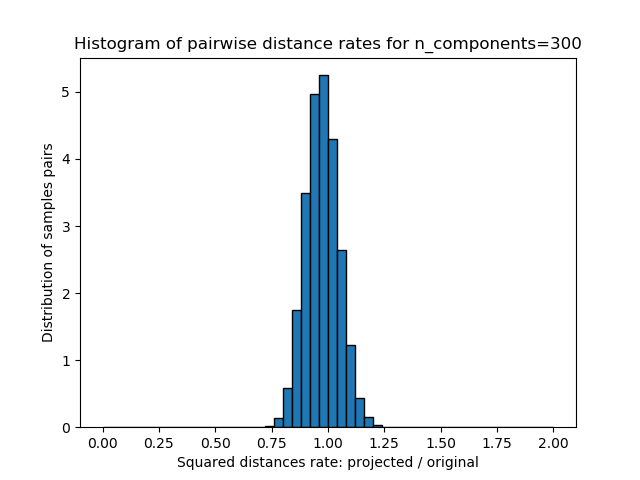 Histogram of pairwise distance rates for n_components=300
Distribution of samples pairs
5
4
3
2
1
0
0.00 0.25 0.50 0.75 1.00 1.25 1.50 1.75 2.00
Squared distances rate: projected / original